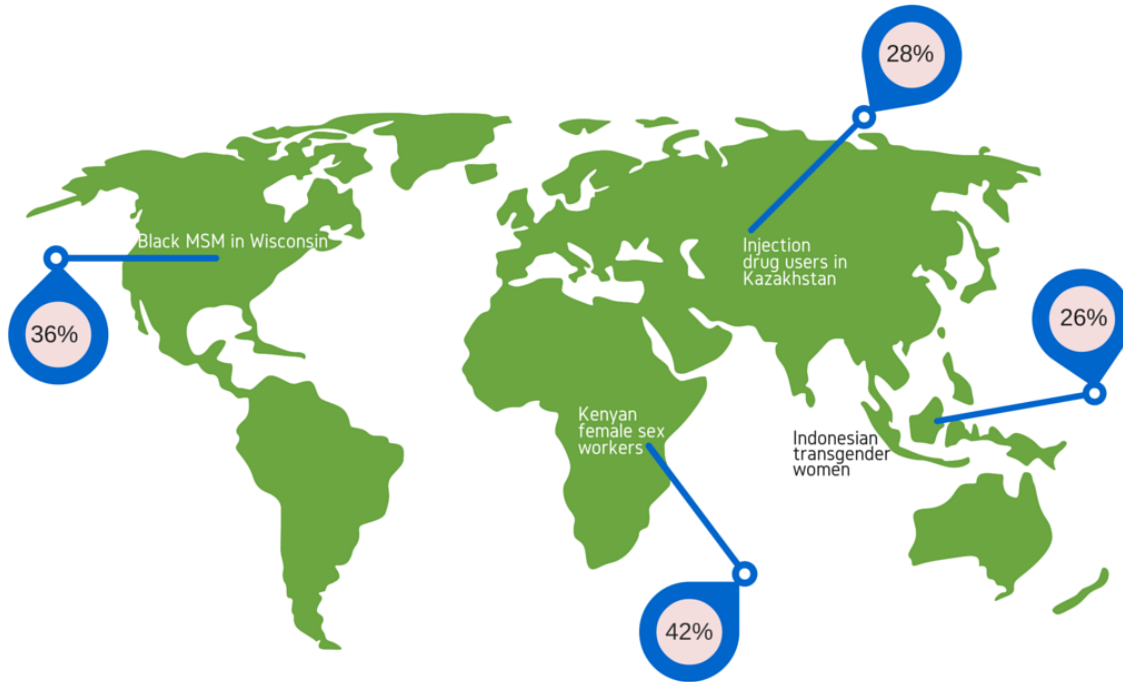 28%
Black MSM in Wisconsin
Injection
drug users in
Kazakhstan
36%
26%
Kenyan
female sex
workers
Indonesian
transgender
women
42%